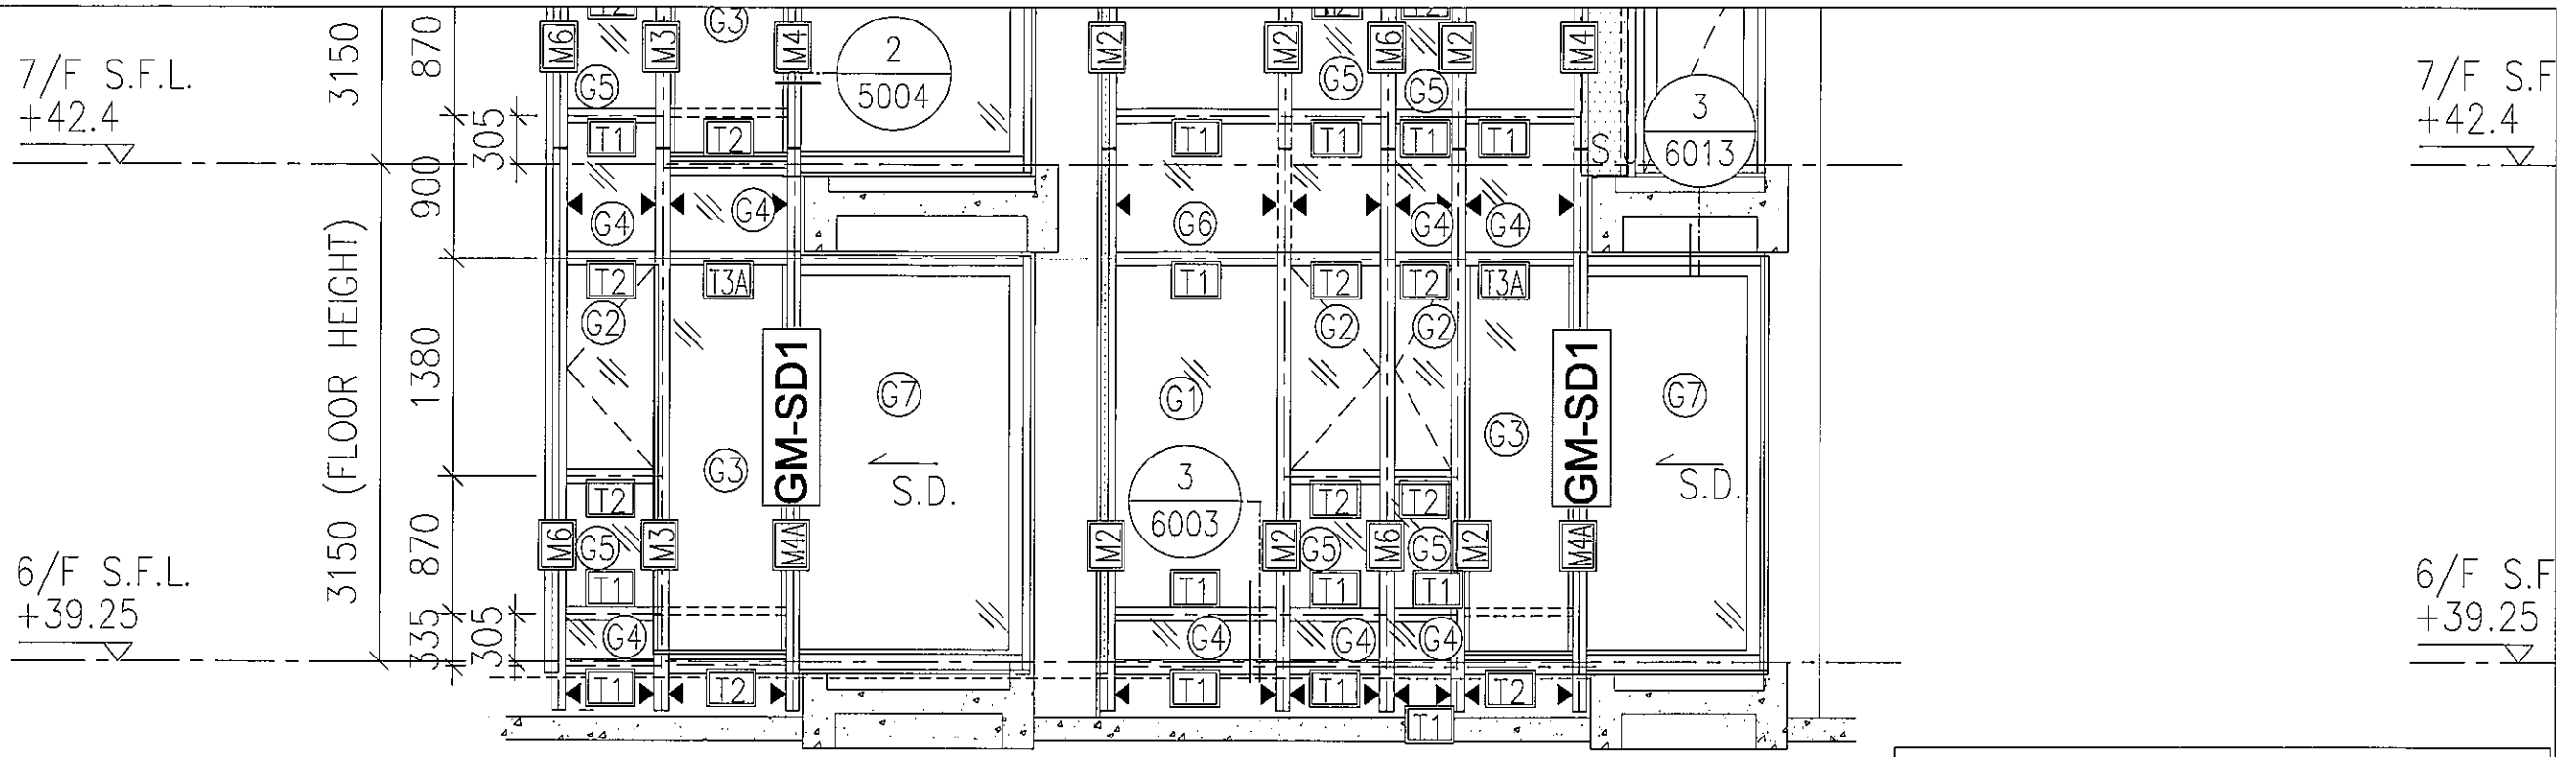 T2
G3
T2
T2
M6
M3
M4
2
5004
M2
M2
M6
M2
M4
3150
870
7/F S.F.L.
+42.4
G5
G5
G5
3
6013
7/F S.F
+42.4
305
T1
T2
T1
T1
T1
T1
S.
900
G4
G4
G6
G4
G4
T2
T3A
T1
T2
T2
T3A
3150 (FLOOR HEIGHT)
1380
G2
G2
G2
GM-SD1
GM-SD1
G7
G1
G7
G3
G3
S.D.
S.D.
3
6003
T2
T2
T2
870
M6
G5
M3
M4A
M2
M2
G5
M6
G5
M2
M4A
6/F S.F.L.
+39.25
6/F S.F
+39.25
T1
T1
T1
T1
335
305
G4
G4
G4
G4
T1
T2
T1
T1
T2
T1